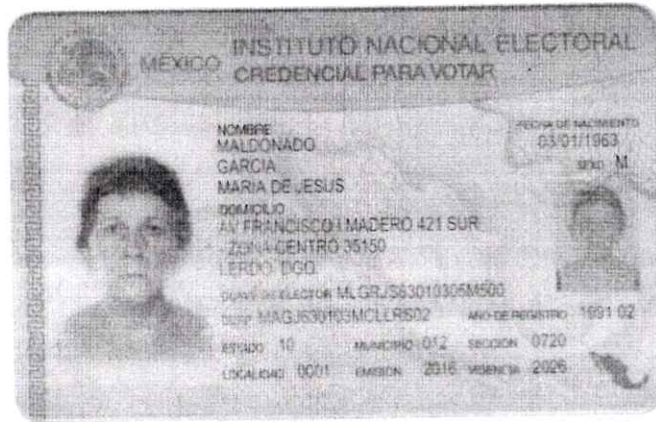 MÉXICO INSTITUTO NACIONAL ELECTORAL
CREDENCIAL PARA VOTAR
NOMBRE
MALDONADO
GARCIA
MARIA DE JESUS
FECHA DE NACIMIENTO
03/01/1963
SEXO M
DOMICILIO
AV FRANCISCO I MADERO 421 SUR
ZONA CENTRO 35150
LERDO, DGO.
CLAVE DE ELECTOR MLGRJS63010305M500
CURP MAGJ630103MCLLRS02 AÑO DE REGISTRO 1991 02
ESTADO 10 MUNICIPIO 012 SECCIÓN 0720
LOCALIDAD 0001 EMISIÓN 2016 VIGENCIA 2026